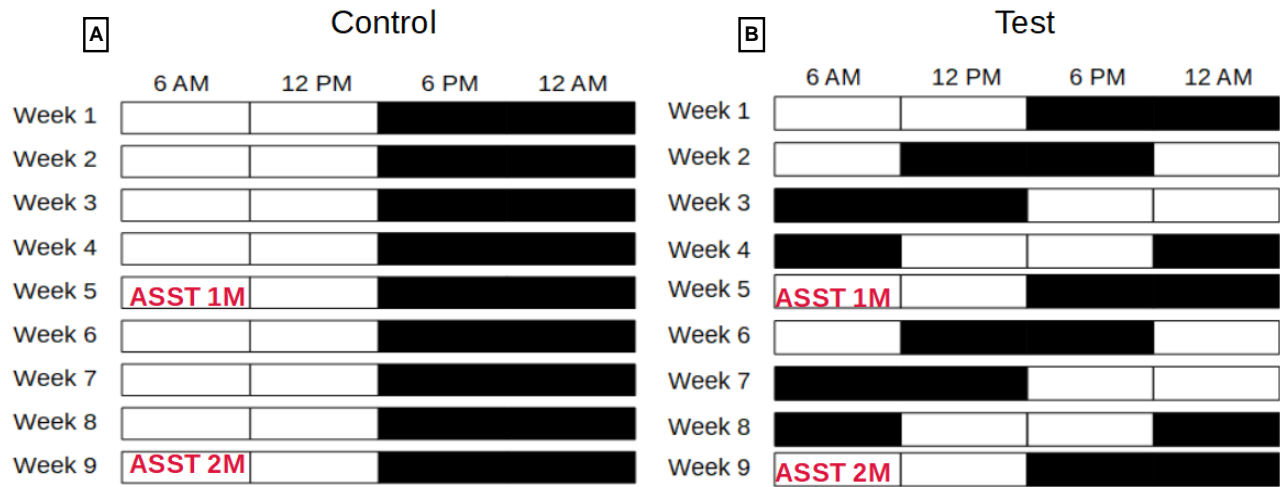 A Control
6 AM 12 PM 6 PM 12 AM
Week 1
Week 2
Week 3
Week 4
Week 5 ASST 1M
Week 6
Week 7
Week 8
Week 9 ASST 2M
B Test
6 AM 12 PM 6 PM 12 AM
Week 1
Week 2
Week 3
Week 4
Week 5 ASST 1M
Week 6
Week 7
Week 8
Week 9 ASST 2M